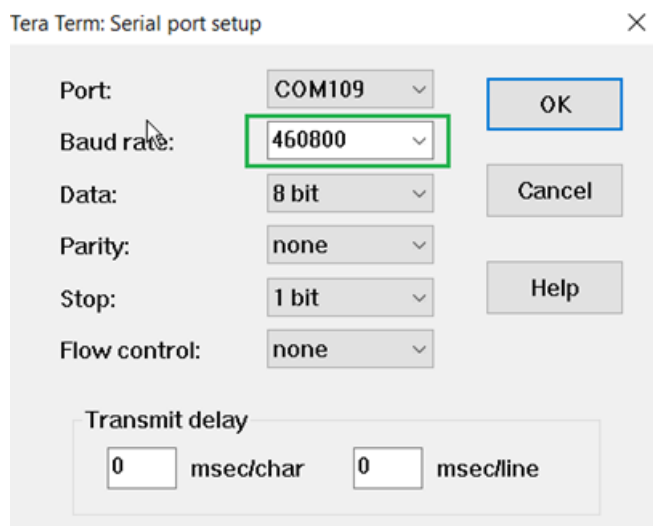 Tera Term: Serial port setup
Port: COM109 OK
Baud rate: 460800
Data: 8 bit Cancel
Parity: none
Stop: 1 bit Help
Flow control: none
Transmit delay
0 msec/char 0 msec/line